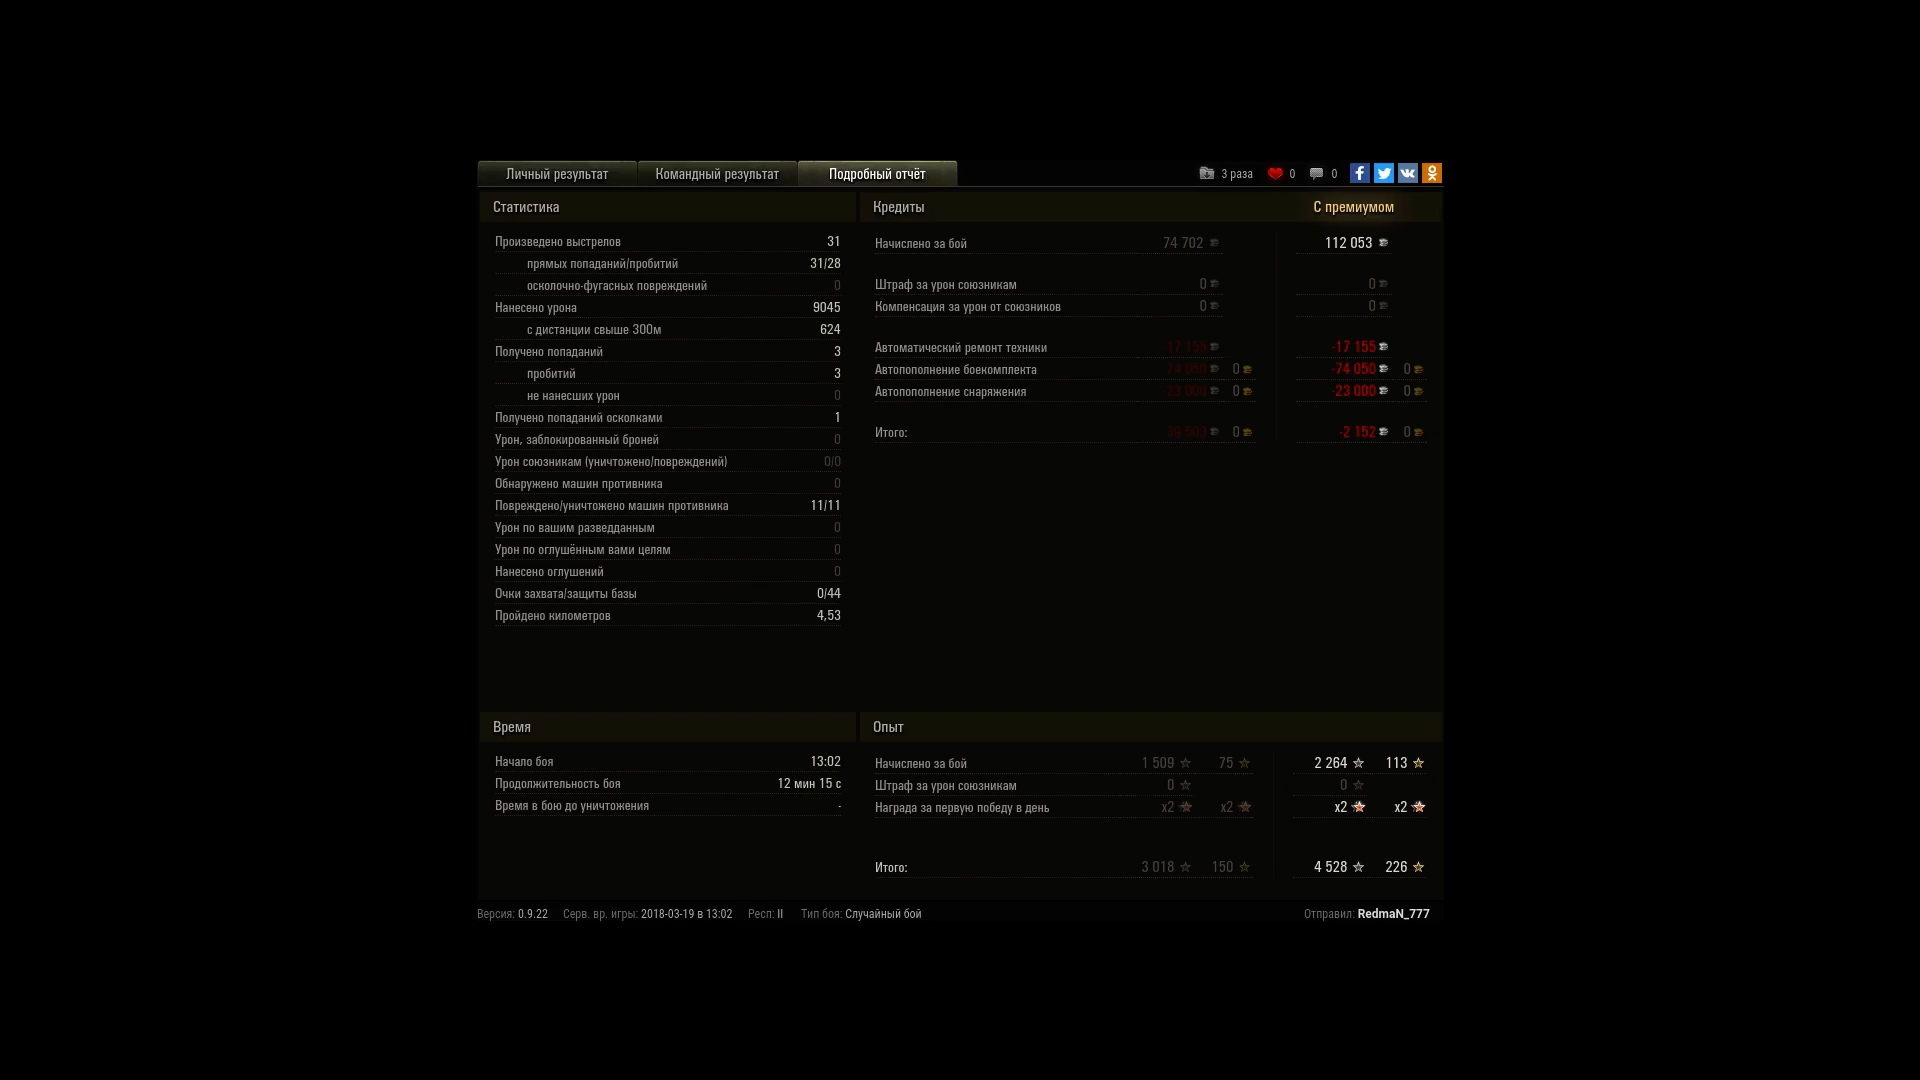 Личный результат Командный результат Подробный отчёт 3 раза 0 0
Статистика
Произведено выстрелов 31
прямых попаданий/пробитий 31/28
осколочно-фугасных повреждений 0
Нанесено урона 9045
с дистанции свыше 300м 624
Получено попаданий 3
пробитий 3
не нанесших урон 0
Получено попаданий осколками 1
Урон, заблокированный броней 0
Урон союзникам (уничтожено/повреждений) 0/0
Обнаружено машин противника 0
Повреждено/уничтожено машин противника 11/11
Урон по вашим разведданным 0
Урон по оглушённым вами целям 0
Нанесено оглушений 0
Очки захвата/защиты базы 0/44
Пройдено километров 4,53
Кредиты С премиумом
Начислено за бой 74 702 112 053
Штраф за урон союзникам 0 0
Компенсация за урон от союзников 0 0
Автоматический ремонт техники 17 155 -17 155
Автопополнение боекомплекта 74 050 0 -74 050 0
Автопополнение снаряжения 23 000 0 -23 000 0
Итого: 39 503 0 -2 152 0
Время
Начало боя 13:02
Продолжительность боя 12 мин 15 с
Время в бою до уничтожения -
Опыт
Начислено за бой 1 509 75 2 264 113
Штраф за урон союзникам 0 0
Награда за первую победу в день x2 x2 x2 x2
Итого: 3 018 150 4 528 226
Версия: 0.9.22 Серв. вр. игры: 2018-03-19 в 13:02 Респ: II Тип боя: Случайный бой Отправил: RedmaN_777